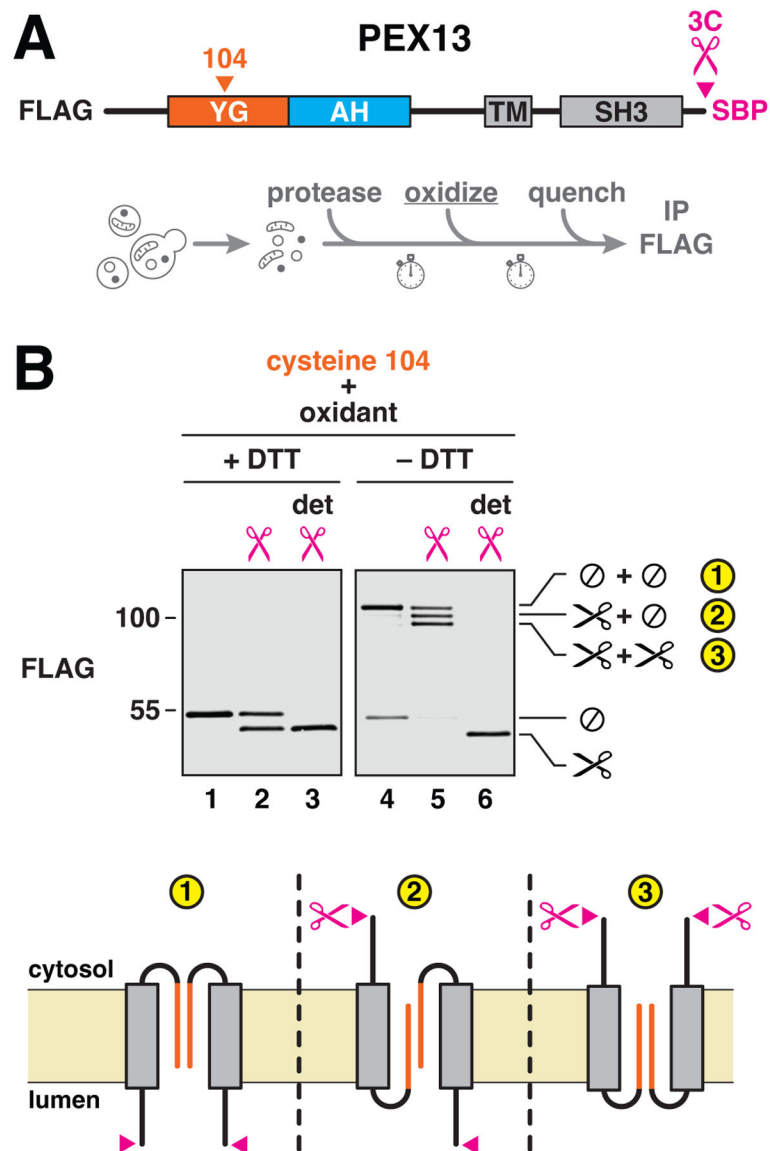 A
PEX13
104
3C
FLAG
YG
AH
TM
SH3
SBP
protease
oxidize
quench
IP
FLAG
B
cysteine 104
+
oxidant
+ DTT
– DTT
det
det
100 –
55 –
FLAG
+
1
+
2
+
3
1
2
3
4
5
6
1
2
3
cytosol
lumen